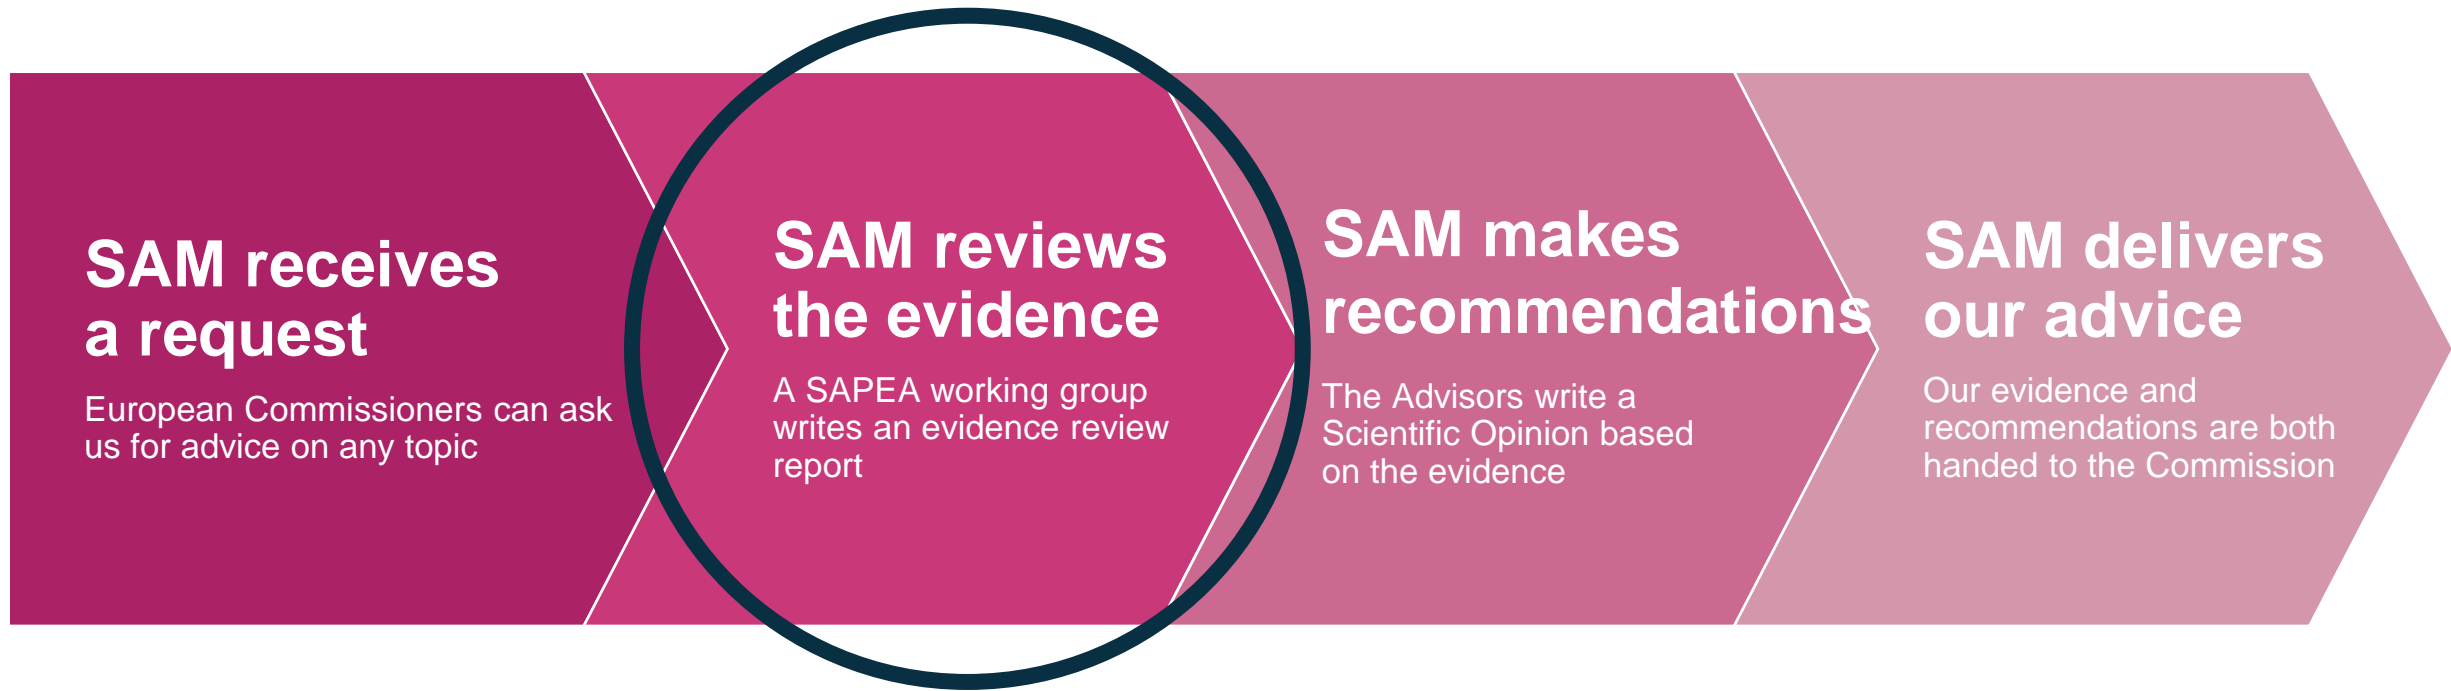 SAM receives
a request
European Commissioners can ask
us for advice on any topic
SAM reviews
the evidence
A SAPEA working group
writes an evidence review
report
SAM makes
recommendations
The Advisors write a
Scientific Opinion based
on the evidence
SAM delivers
our advice
Our evidence and
recommendations are both
handed to the Commission